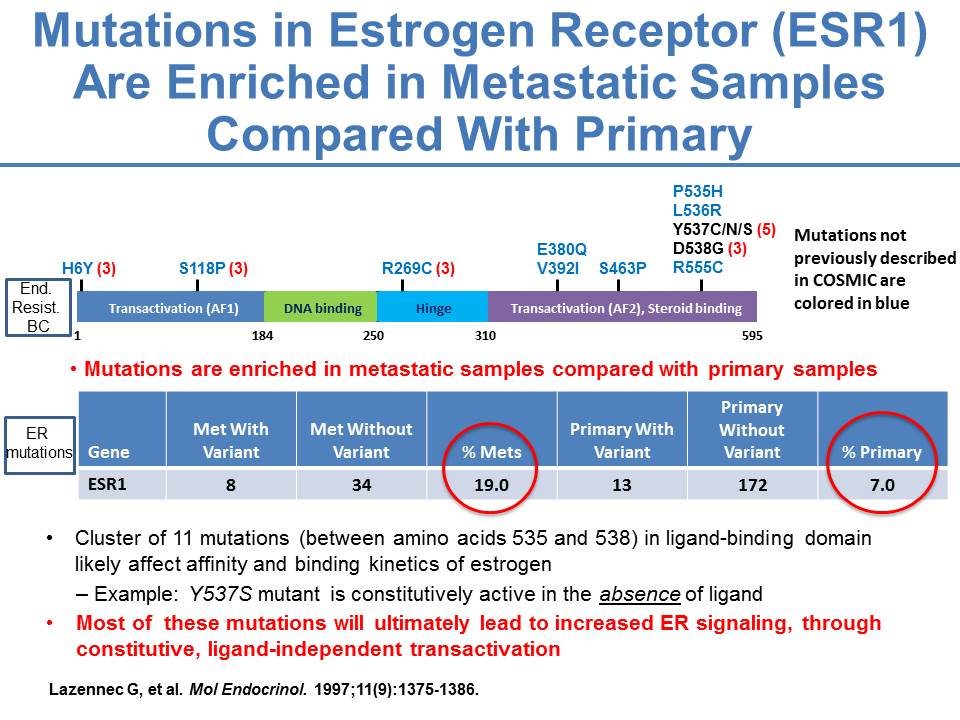 Mutations in Estrogen Receptor (ESR1)
Are Enriched in Metastatic Samples
Compared With Primary
P535H
L536R
Y537C/N/S (5)
D538G (3)
R555C
E380Q
V392I
S463P
H6Y (3)
S118P (3)
R269C (3)
Mutations not
previously described
in COSMIC are
colored in blue
End.
Resist.
BC
Transactivation (AF1)
DNA binding
Hinge
Transactivation (AF2), Steroid binding
1
184
250
310
595
• Mutations are enriched in metastatic samples compared with primary samples
ER
mutations
Gene
Met With
Variant
Met Without
Variant
% Mets
Primary With
Variant
Primary
Without
Variant
% Primary
ESR1
8
34
19.0
13
172
7.0
• Cluster of 11 mutations (between amino acids 535 and 538) in ligand-binding domain
likely affect affinity and binding kinetics of estrogen
– Example: Y537S mutant is constitutively active in the absence of ligand
• Most of these mutations will ultimately lead to increased ER signaling, through
constitutive, ligand-independent transactivation
Lazennec G, et al. Mol Endocrinol. 1997;11(9):1375-1386.